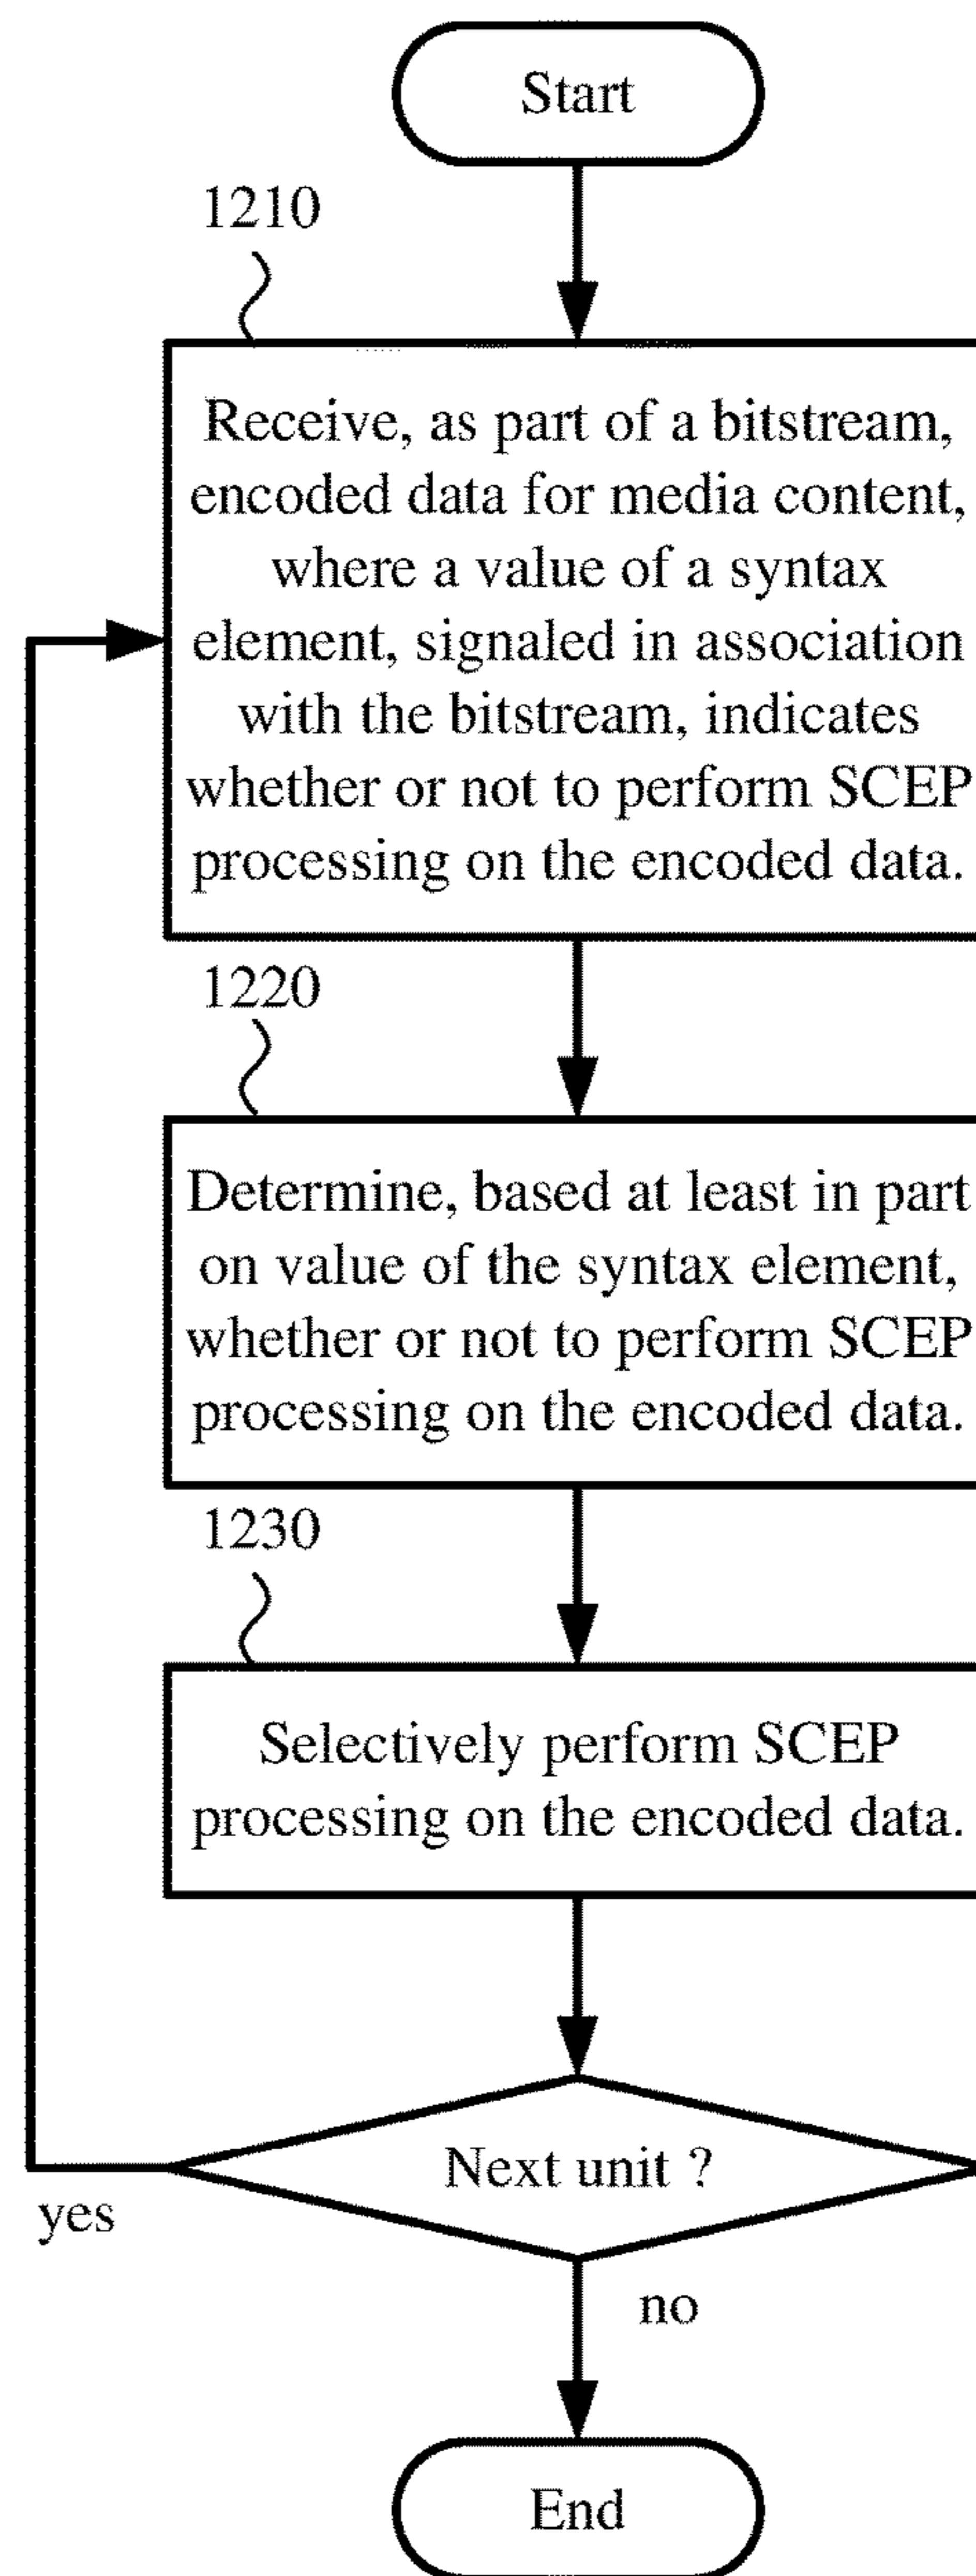 Start
1210
Receive, as part of a bitstream,
encoded data for media content,
where a value of a syntax
element, signaled in association
with the bitstream, indicates
whether or not to perform SCEP
processing on the encoded data.
1220
Determine, based at least in part
on value of the syntax element,
whether or not to perform SCEP
processing on the encoded data.
1230
Selectively perform SCEP
processing on the encoded data.
Next unit ?
yes
no
End